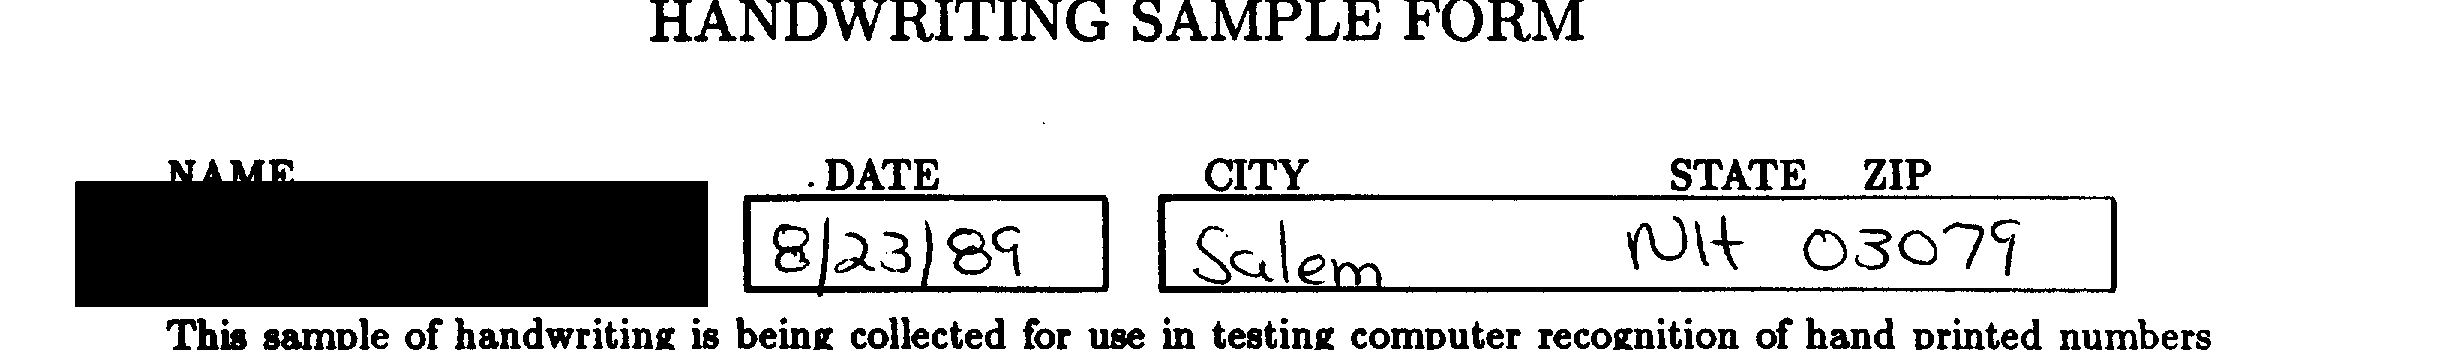 HANDWRITING SAMPLE FORM
NAME DATE CITY STATE ZIP
8/23/89 Salem NH 03079
This sample of handwriting is being collected for use in testing computer recognition of hand printed numbers